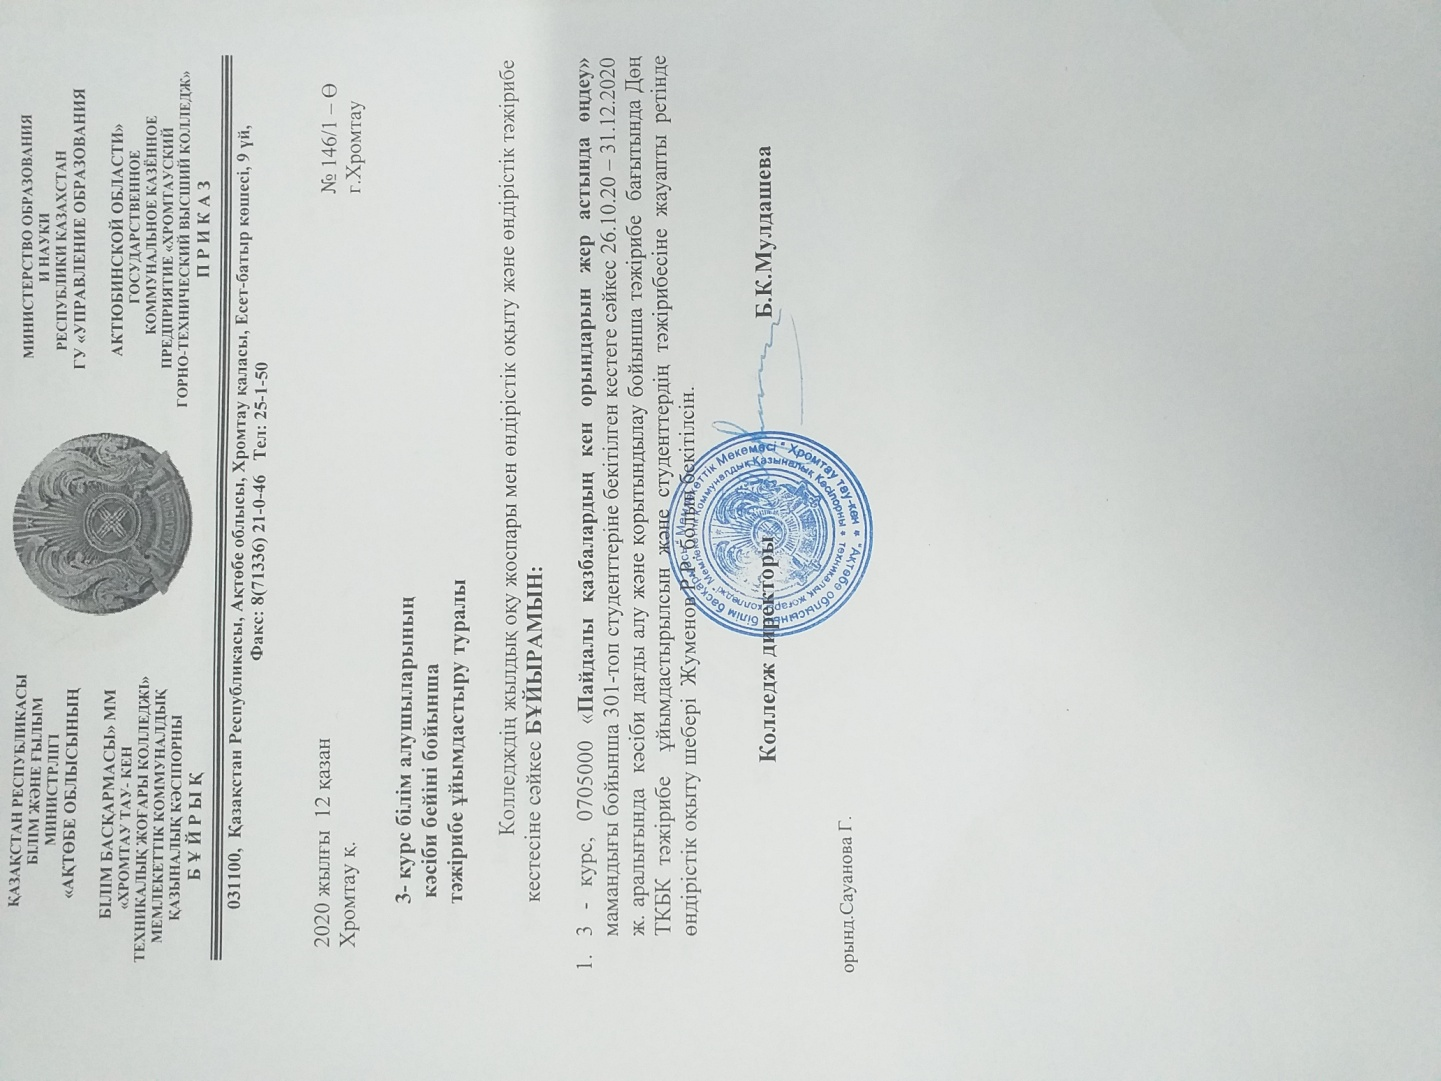 ҚАЗАҚСТАН РЕСПУБЛИКАСЫ
БІЛІМ ЖӘНЕ ҒЫЛЫМ
МИНИСТРЛІГІ
«АҚТӨБЕ ОБЛЫСЫНЫҢ
БІЛІМ БАСҚАРМАСЫ» ММ
«ХРОМТАУ ТАУ- КЕН
ТЕХНИКАЛЫҚ ЖОҒАРЫ КОЛЛЕДЖІ»
МЕМЛЕКЕТТІК КОММУНАЛДЫҚ
ҚАЗЫНАЛЫҚ КӘСІПОРНЫ
Б Ұ Й Р Ы Қ
МИНИСТЕРСТВО ОБРАЗОВАНИЯ
И НАУКИ
РЕСПУБЛИКИ КАЗАХСТАН
ГУ «УПРАВЛЕНИЕ ОБРАЗОВАНИЯ
АКТЮБИНСКОЙ ОБЛАСТИ»
ГОСУДАРСТВЕННОЕ
КОММУНАЛЬНОЕ КАЗЁННОЕ
ПРЕДПРИЯТИЕ «ХРОМТАУСКИЙ
ГОРНО-ТЕХНИЧЕСКИЙ ВЫСШИЙ КОЛЛЕДЖ»
П Р И К А З
031100, Қазақстан Республикасы, Ақтөбе облысы, Хромтау қаласы, Есет-батыр көшесі, 9 үй,
Факс: 8(71336) 21-0-46 Тел: 25-1-50
2020 жылғы 12 қазан
Хромтау қ.
№ 146/1 – Ө
г.Хромтау
3- курс білім алушыларының
кәсіби бейіні бойынша
тәжірибе ұйымдастыру туралы
Колледждің жылдық оқу жоспары мен өндірістік оқыту және өндірістік тәжірибе
кестесіне сәйкес БҰЙЫРАМЫН:
1. 3 - курс, 0705000 «Пайдалы қазбалардың кен орындарын жер астында өңдеу»
мамандығы бойынша 301-топ студенттеріне бекітілген кестеге сәйкес 26.10.20 – 31.12.2020
ж. аралығында кәсіби дағды алу және қорытындылау бойынша тәжірибе бағытында Дөң
ТКБК тәжірибе ұйымдастырылсын және студенттердің тәжірибесіне жауапты ретінде
өндірістік оқыту шебері Жуменов Р.Р. болып бекітілсін.
Колледж директоры Б.К.Мулдашева
орынд.Сауанова Г.